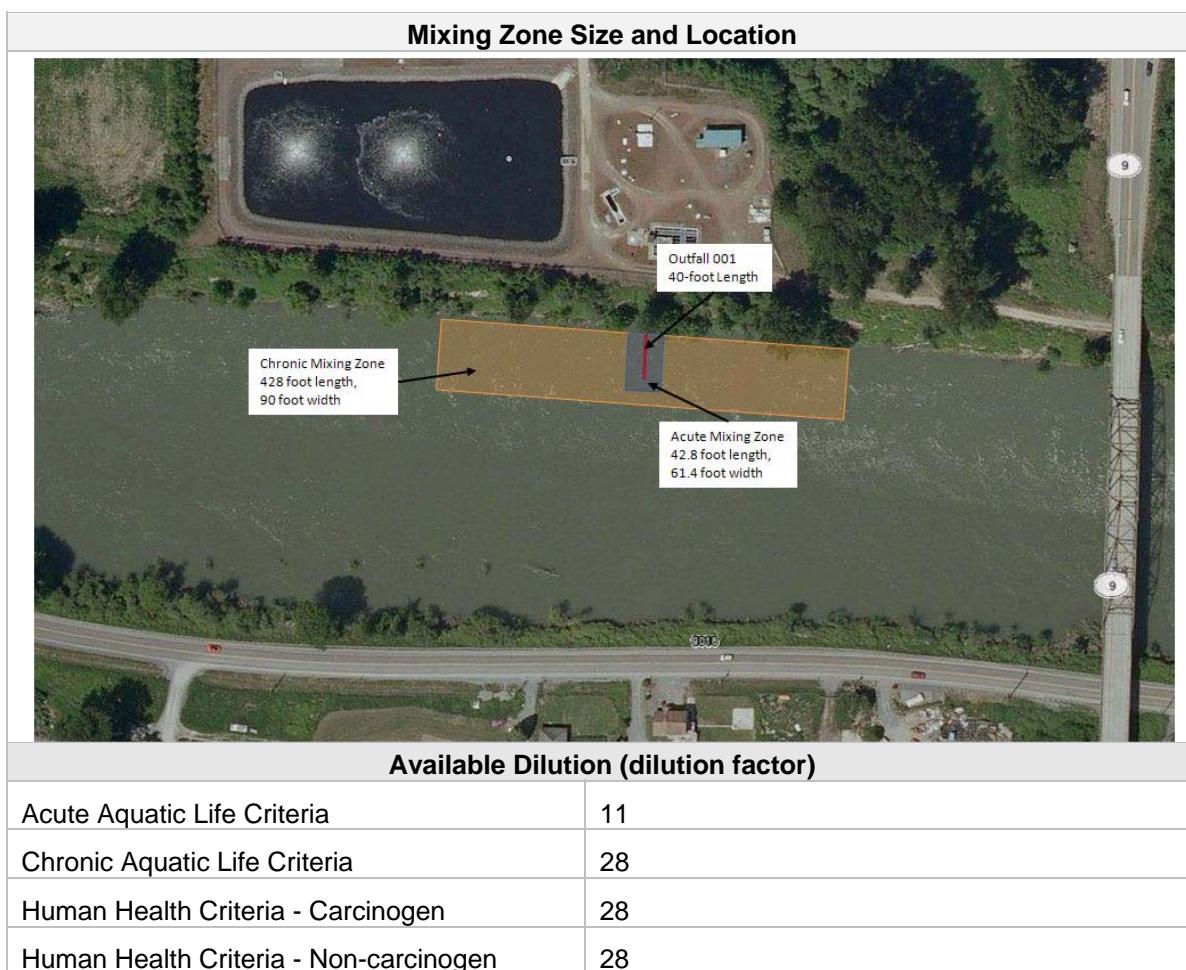 Mixing Zone Size and Location
9
Outfall 001
40-foot Length
Chronic Mixing Zone
428 foot length,
90 foot width
Acute Mixing Zone
42.8 foot length,
61.4 foot width
9
Available Dilution (dilution factor)
Acute Aquatic Life Criteria 11
Chronic Aquatic Life Criteria 28
Human Health Criteria - Carcinogen 28
Human Health Criteria - Non-carcinogen 28